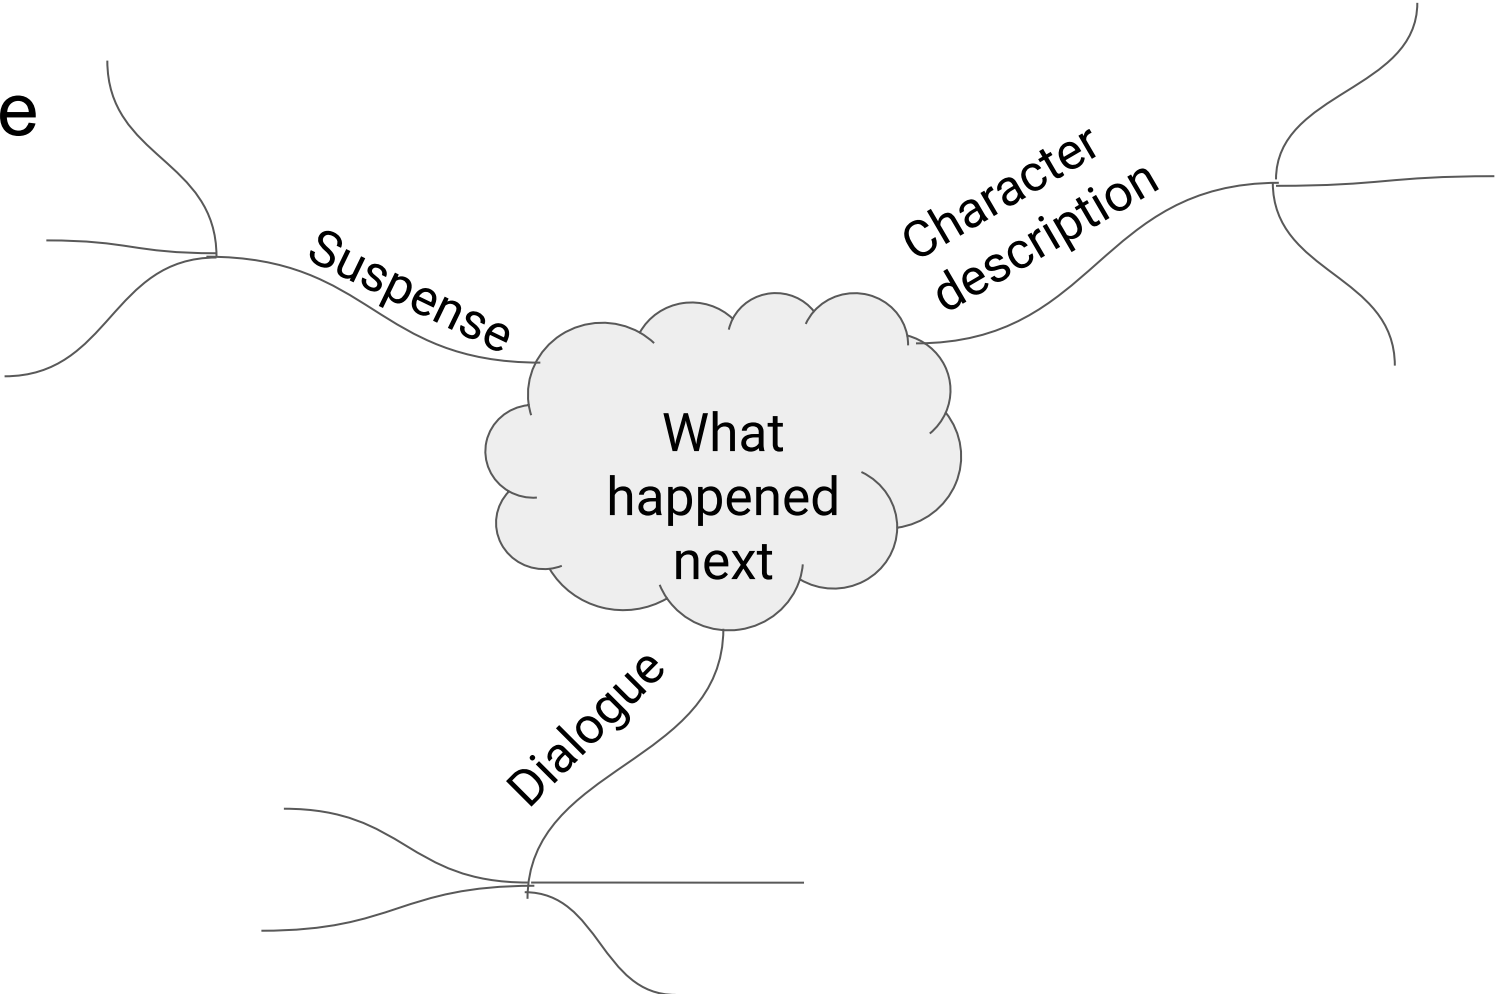 e
Suspense
Character
description
What
happened
next
Dialogue